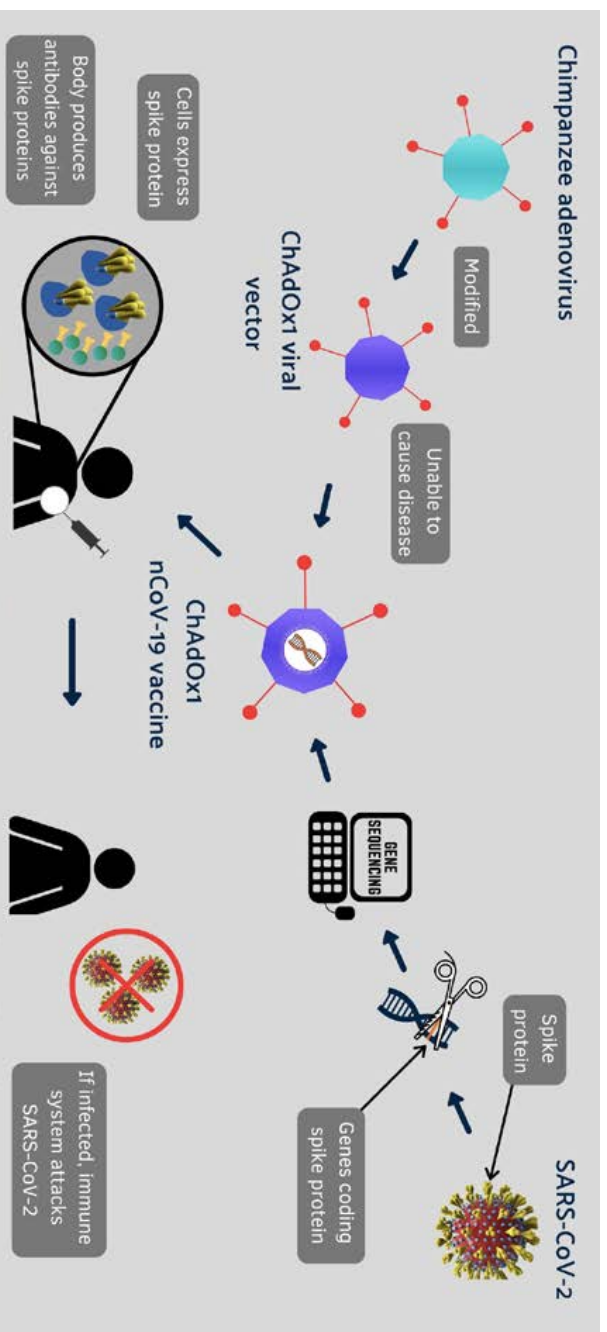 Chimpanzee adenovirus
SARS-CoV-2
Modified
Spike
protein
Unable to
cause disease
ChAdOx1 viral
vector
GENE
SEQUENCING
Genes coding
spike protein
ChAdOx1
nCoV-19 vaccine
Cells express
spike protein
Body produces
antibodies against
spike proteins
If infected, immune
system attacks
SARS-CoV-2